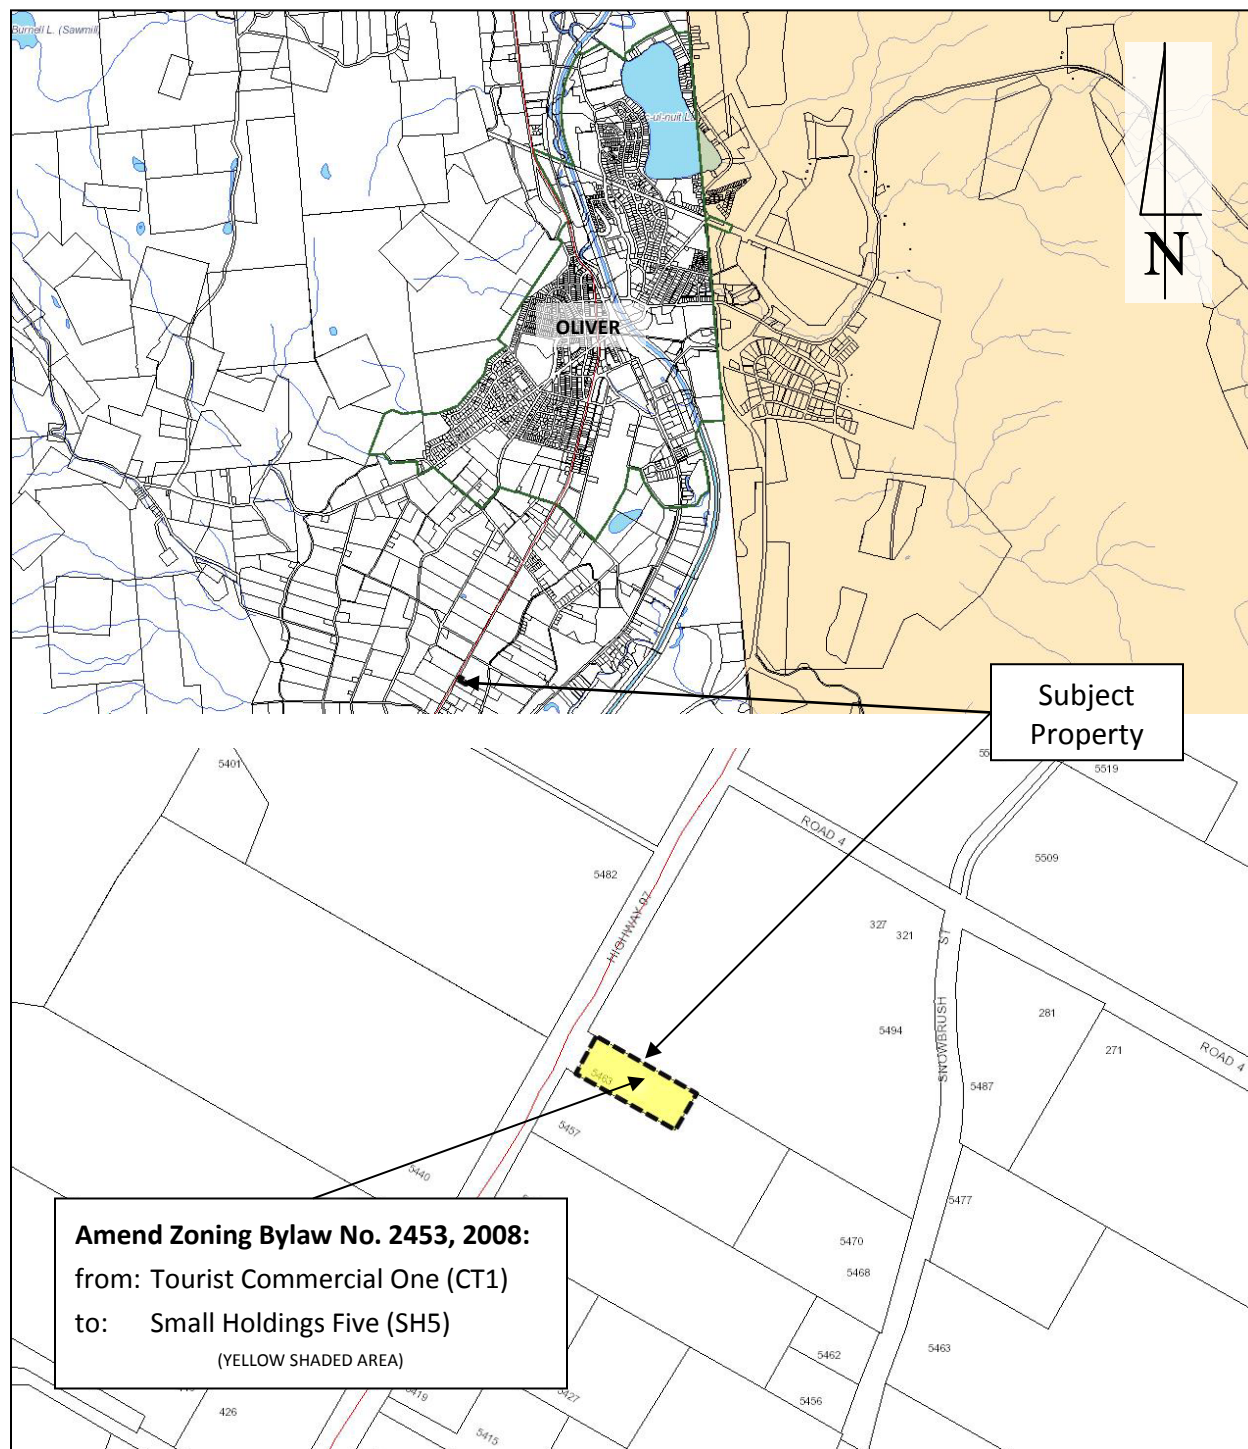 Burnell L. (Sawmill)
OLIVER
N
Subject
Property
5401
5519
ROAD 4
5482
5509
HIGHWAY 97
327
321
ST
SNOWBRUSH
281
5494
271
ROAD 4
5463
5487
5457
5440
5477
Amend Zoning Bylaw No. 2453, 2008:
from: Tourist Commercial One (CT1)
to: Small Holdings Five (SH5)
(YELLOW SHADED AREA)
5470
5468
5462
5463
5456
5427
426
5415